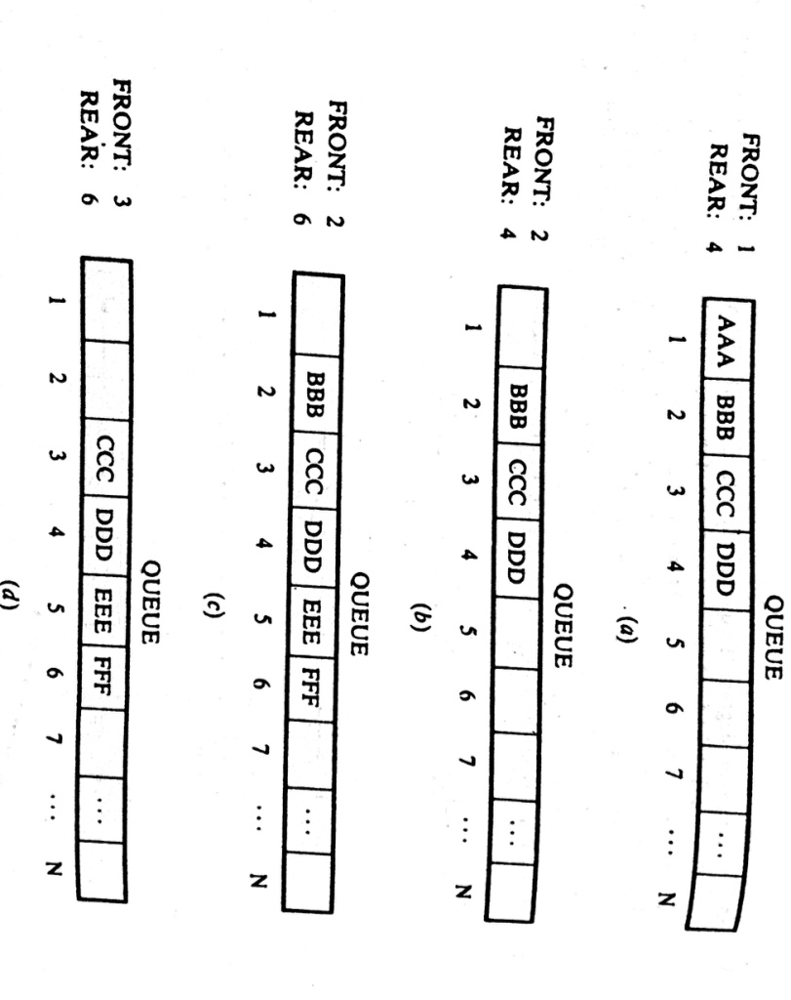 QUEUE
FRONT: 1
REAR: 4
AAA BBB CCC DDD ...
1 2 3 4 5 6 7 ... N
(a)
QUEUE
FRONT: 2
REAR: 4
BBB CCC DDD ...
1 2 3 4 5 6 7 ... N
(b)
QUEUE
FRONT: 2
REAR: 6
BBB CCC DDD EEE FFF ...
1 2 3 4 5 6 7 ... N
(c)
QUEUE
FRONT: 3
REAR: 6
CCC DDD EEE FFF ...
1 2 3 4 5 6 7 ... N
(d)